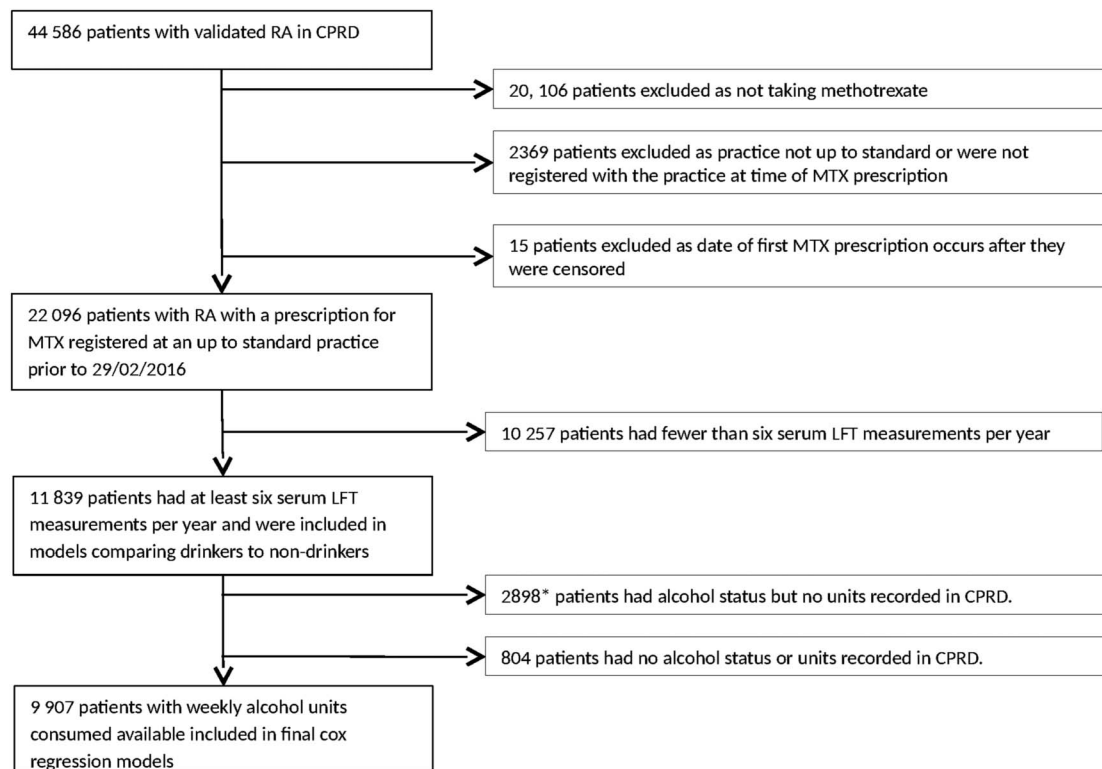 44 586 patients with validated RA in CPRD
20, 106 patients excluded as not taking methotrexate
2369 patients excluded as practice not up to standard or were not
registered with the practice at time of MTX prescription
15 patients excluded as date of first MTX prescription occurs after they
were censored
22 096 patients with RA with a prescription for
MTX registered at an up to standard practice
prior to 29/02/2016
10 257 patients had fewer than six serum LFT measurements per year
11 839 patients had at least six serum LFT
measurements per year and were included in
models comparing drinkers to non-drinkers
2898* patients had alcohol status but no units recorded in CPRD.
804 patients had no alcohol status or units recorded in CPRD.
9 907 patients with weekly alcohol units
consumed available included in final cox
regression models